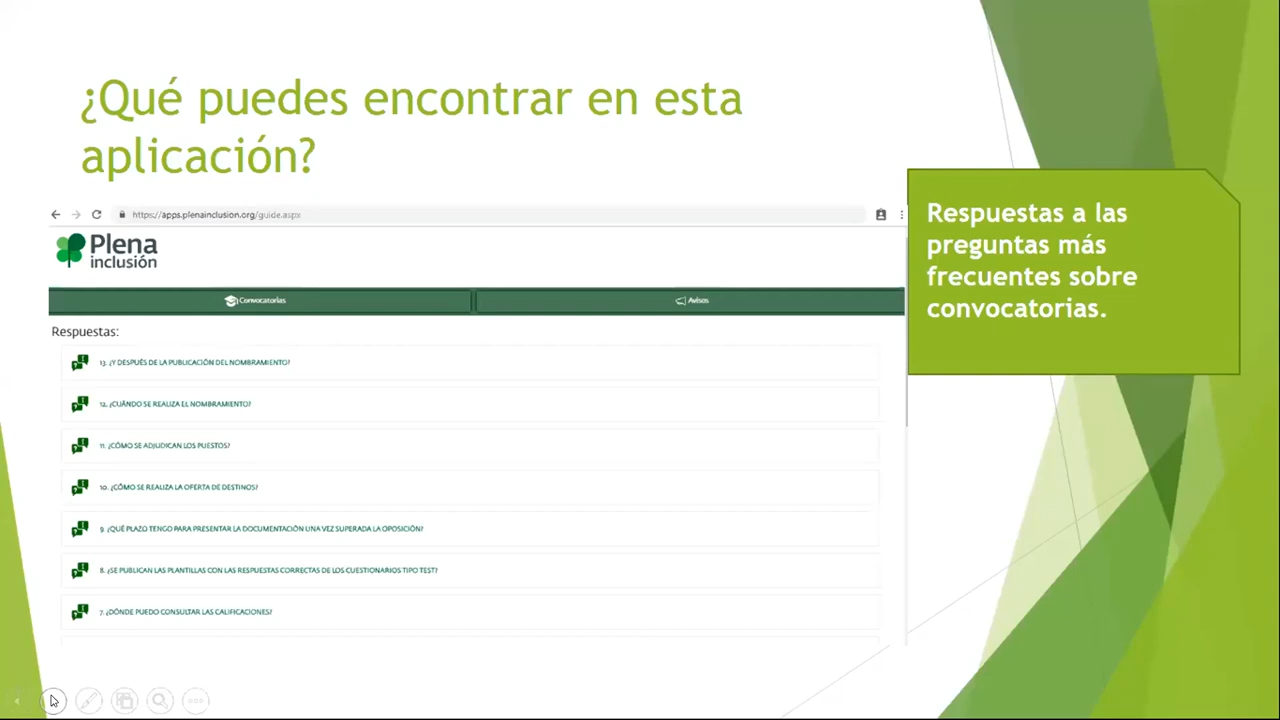 ¿Qué puedes encontrar en esta
aplicación?
https://apps.plenainclusion.org/guide.aspx
Plena
inclusión
Convocatorias
Avisos
Respuestas:
13. ¿Y DESPUÉS DE LA PUBLICACIÓN DEL NOMBRAMIENTO?
12. ¿CUÁNDO SE REALIZA EL NOMBRAMIENTO?
11. ¿CÓMO SE ADJUDICAN LOS PUESTOS?
10. ¿CÓMO SE REALIZA LA OFERTA DE DESTINOS?
9. ¿QUÉ PLAZO TENGO PARA PRESENTAR LA DOCUMENTACIÓN UNA VEZ SUPERADA LA OPOSICIÓN?
8. ¿SE PUBLICAN LAS PLANTILLAS CON LAS RESPUESTAS CORRECTAS DE LOS CUESTIONARIOS TIPO TEST?
7. ¿DÓNDE PUEDO CONSULTAR LAS CALIFICACIONES?
Respuestas a las
preguntas más
frecuentes sobre
convocatorias.